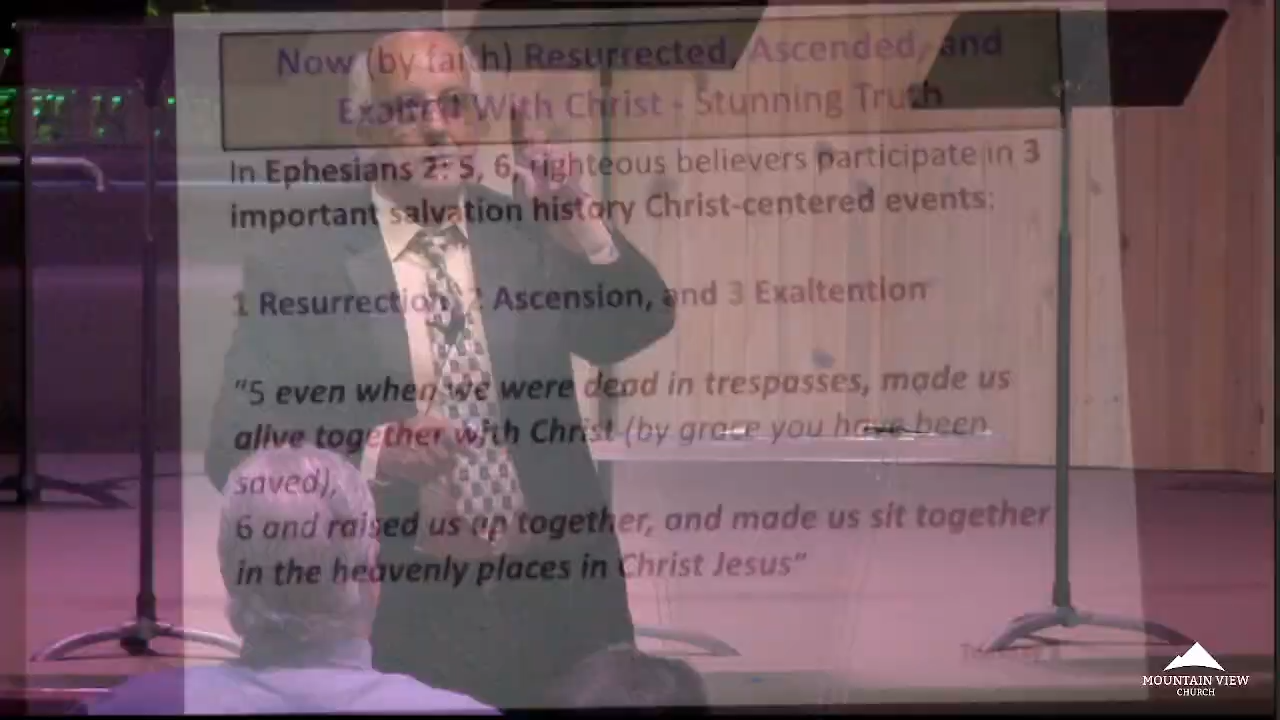 Now (by faith) Resurrected, Ascended, and
Exalted With Christ - Stunning Truth
In Ephesians 2: 5, 6, righteous believers participate in 3
important salvation history Christ-centered events:
1 Resurrection, 2 Ascension, and 3 Exaltention
"5 even when we were dead in trespasses, made us
alive together with Christ (by grace you have been
saved),
6 and raised us up together, and made us sit together
in the heavenly places in Christ Jesus"
MOUNTAIN VIEW
CHURCH